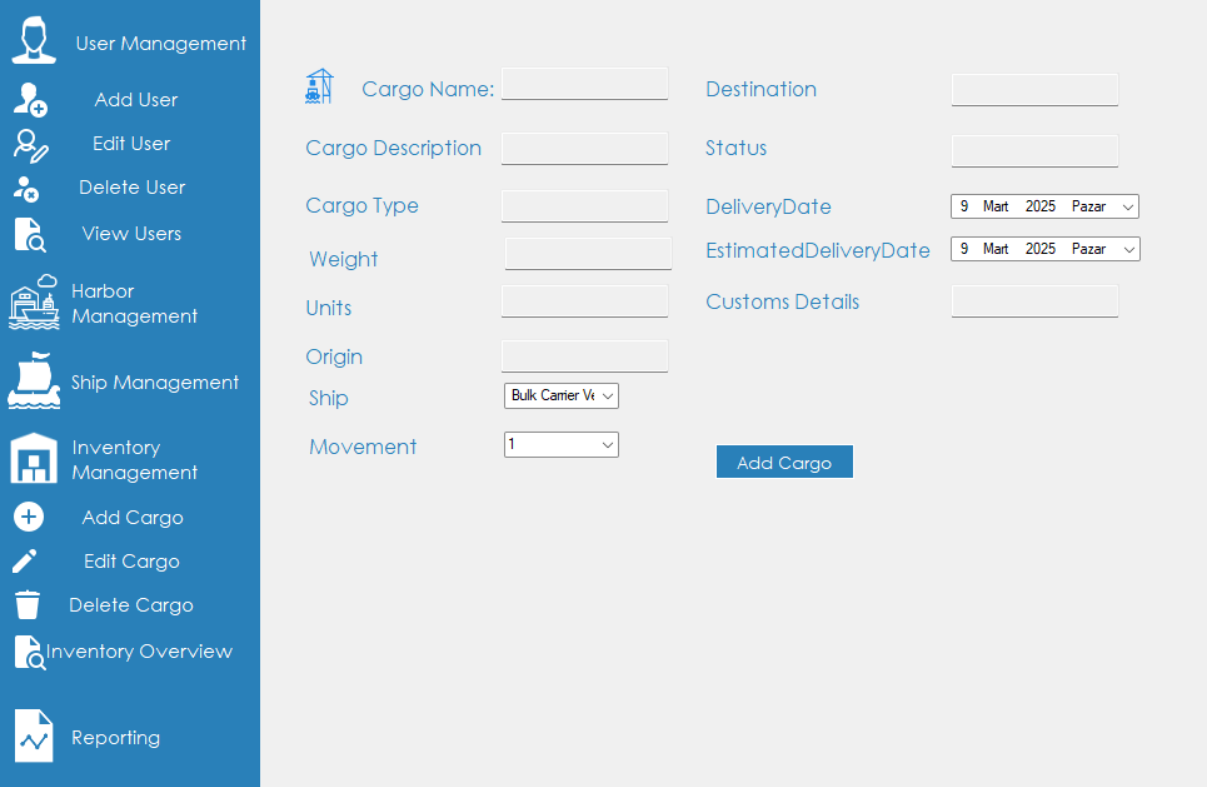 User Management
Add User
Edit User
Delete User
View Users
Harbor
Management
Ship Management
Inventory
Management
Add Cargo
Edit Cargo
Delete Cargo
Inventory Overview
Reporting
Cargo Name:
Cargo Description
Cargo Type
Weight
Units
Origin
Ship Bulk Carrier Ve
Movement 1
Destination
Status
DeliveryDate 9 Mart 2025 Pazar
EstimatedDeliveryDate 9 Mart 2025 Pazar
Customs Details
Add Cargo